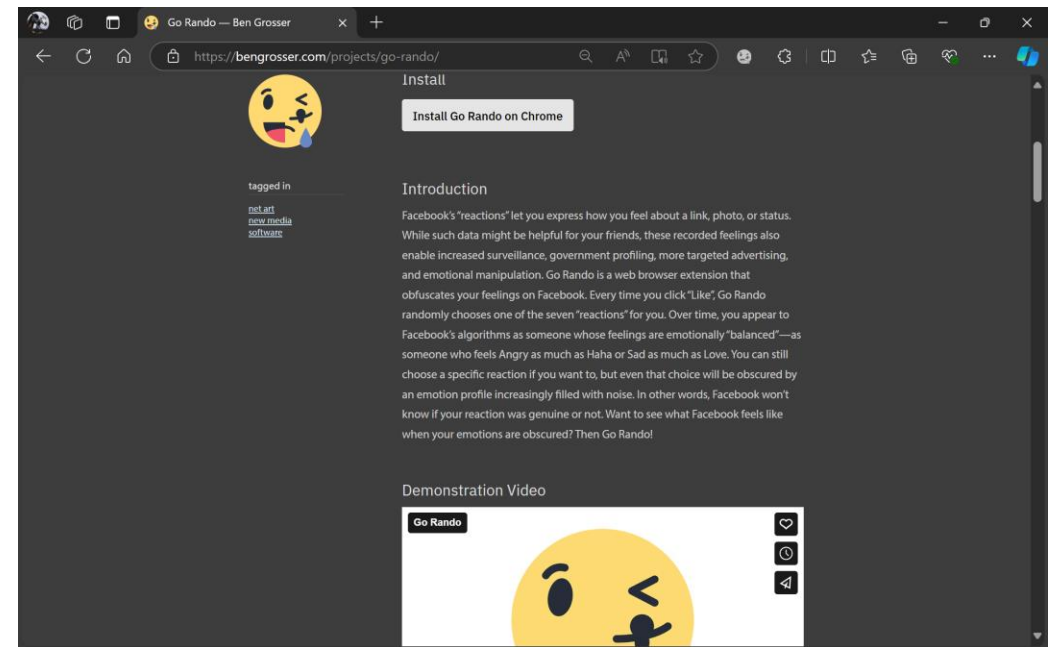 Go Rando — Ben Grosser
https://bengrosser.com/projects/go-rando/
Install
Install Go Rando on Chrome
tagged in
net art
new media
software
Introduction
Facebook's "reactions" let you express how you feel about a link, photo, or status.
While such data might be helpful for your friends, these recorded feelings also
enable increased surveillance, government profiling, more targeted advertising,
and emotional manipulation. Go Rando is a web browser extension that
obfuscates your feelings on Facebook. Every time you click "Like", Go Rando
randomly chooses one of the seven "reactions" for you. Over time, you appear to
Facebook's algorithms as someone whose feelings are emotionally "balanced"—as
someone who feels Angry as much as Haha or Sad as much as Love. You can still
choose a specific reaction if you want to, but even that choice will be obscured by
an emotion profile increasingly filled with noise. In other words, Facebook won't
know if your reaction was genuine or not. Want to see what Facebook feels like
when your emotions are obscured? Then Go Rando!
Demonstration Video
Go Rando